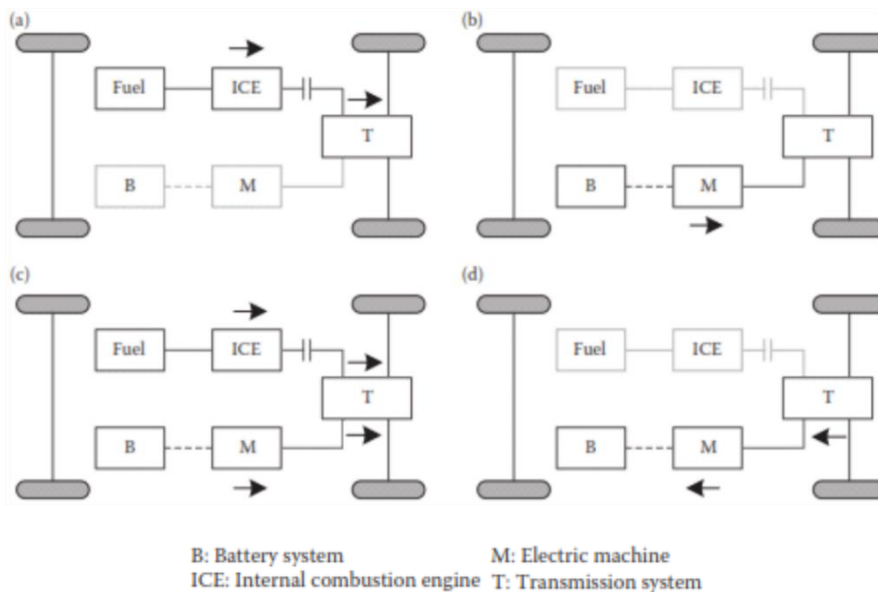 (a)
(b)
Fuel ICE
T
B M
Fuel ICE
T
B M
(c)
(d)
Fuel ICE
T
B M
Fuel ICE
T
B M
B: Battery system M: Electric machine
ICE: Internal combustion engine T: Transmission system